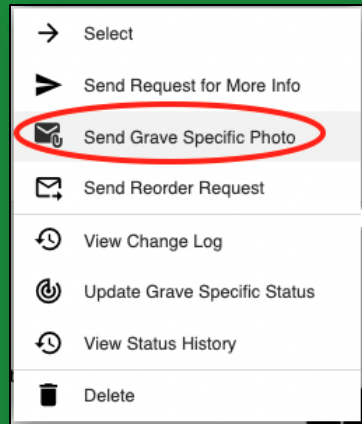 Select
Send Request for More Info
Send Grave Specific Photo
Send Reorder Request
View Change Log
Update Grave Specific Status
View Status History
Delete